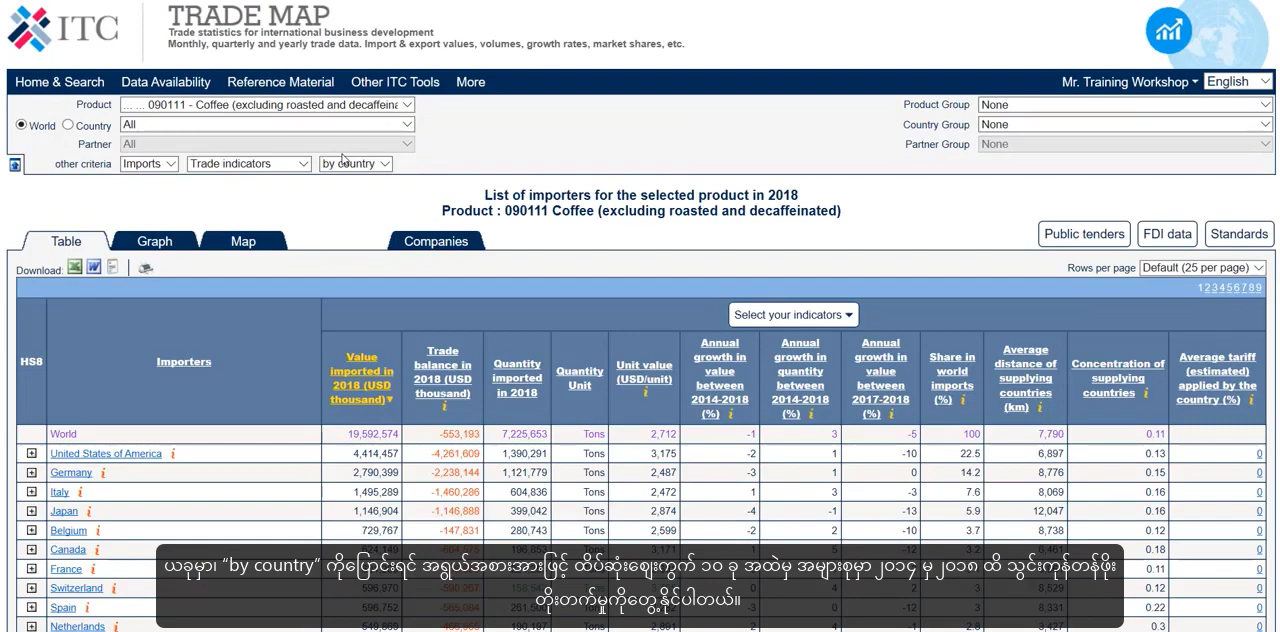 ITC
TRADE MAP
Trade statistics for international business development
Monthly, quarterly and yearly trade data. Import & export values, volumes, growth rates, market shares, etc.
Home & Search Data Availability Reference Material Other ITC Tools More Mr. Training Workshop English
Product ... ... 090111 - Coffee (excluding roasted and decaffeina Product Group None
World Country All Country Group None
Partner All Partner Group None
other criteria Imports Trade indicators by country
List of importers for the selected product in 2018
Product : 090111 Coffee (excluding roasted and decaffeinated)
Table Graph Map Companies Public tenders FDI data Standards
Download: Rows per page Default (25 per page)
1 2 3 4 5 6 7 8 9
Select your indicators
HS8 Importers Value imported in 2018 (USD thousand) Trade balance in 2018 (USD thousand) i Quantity imported in 2018 Quantity Unit Unit value (USD/unit) i Annual growth in value between 2014-2018 (%) i Annual growth in quantity between 2014-2018 (%) i Annual growth in value between 2017-2018 (%) i Share in world imports (%) i Average distance of supplying countries (km) i Concentration of supplying countries i Average tariff (estimated) applied by the country (%) i
World 19,592,574 -553,193 7,225,653 Tons 2,712 -1 3 -5 100 7,790 0.11
United States of America i 4,414,457 -4,261,609 1,390,291 Tons 3,175 -2 1 -10 22.5 6,897 0.13 0
Germany i 2,790,399 -2,238,144 1,121,779 Tons 2,487 -3 1 0 14.2 8,776 0.15 0
Italy i 1,495,289 -1,460,286 604,836 Tons 2,472 1 3 -3 7.6 8,069 0.16 0
Japan i 1,146,904 -1,146,888 399,042 Tons 2,874 -4 -1 -13 5.9 12,047 0.16 0
Belgium i 729,767 -147,831 280,743 Tons 2,599 -2 2 -10 3.7 8,738 0.12 0
Canada i 0.18 0
France i 0.11 0
Switzerland i 596,970 0.12 0
Spain i 596,752 0.22 0
Netherlands i 0.3 0
ယခုမှာ၊ "by country" ကိုပြောင်းရင် အရွယ်အစားအားဖြင့် ထိပ်ဆုံးဈေးကွက် ၁၀ ခု အထဲမှ အများစုမှာ ၂၀၁၄ မှ ၂၀၁၈ ထိ သွင်းကုန်တန်ဖိုး
တိုးတက်မှုကိုတွေ့နိုင်ပါတယ်။